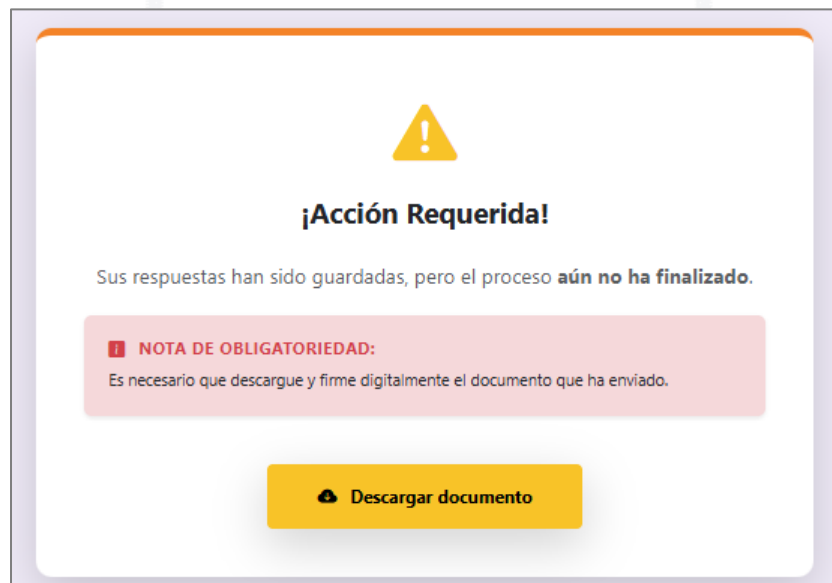 ¡Acción Requerida!
Sus respuestas han sido guardadas, pero el proceso aún no ha finalizado.
NOTA DE OBLIGATORIEDAD:
Es necesario que descargue y firme digitalmente el documento que ha enviado.
Descargar documento